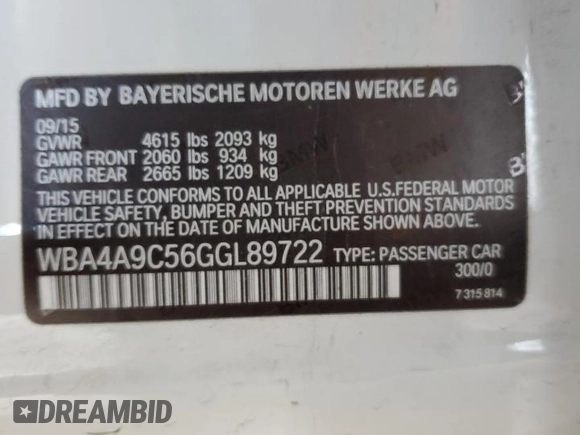 MFD BY BAYERISCHE MOTOREN WERKE AG
09/15
GVWR 4615 lbs 2093 kg
GAWR FRONT 2060 lbs 934 kg
GAWR REAR 2665 lbs 1209 kg
THIS VEHICLE CONFORMS TO ALL APPLICABLE U.S.FEDERAL MOTOR
VEHICLE SAFETY, BUMPER AND THEFT PREVENTION STANDARDS
IN EFFECT ON THE DATE OF MANUFACTURE SHOWN ABOVE.
WBA4A9C56GGL89722 TYPE: PASSENGER CAR
300/0
7 315 814
DREAMBID